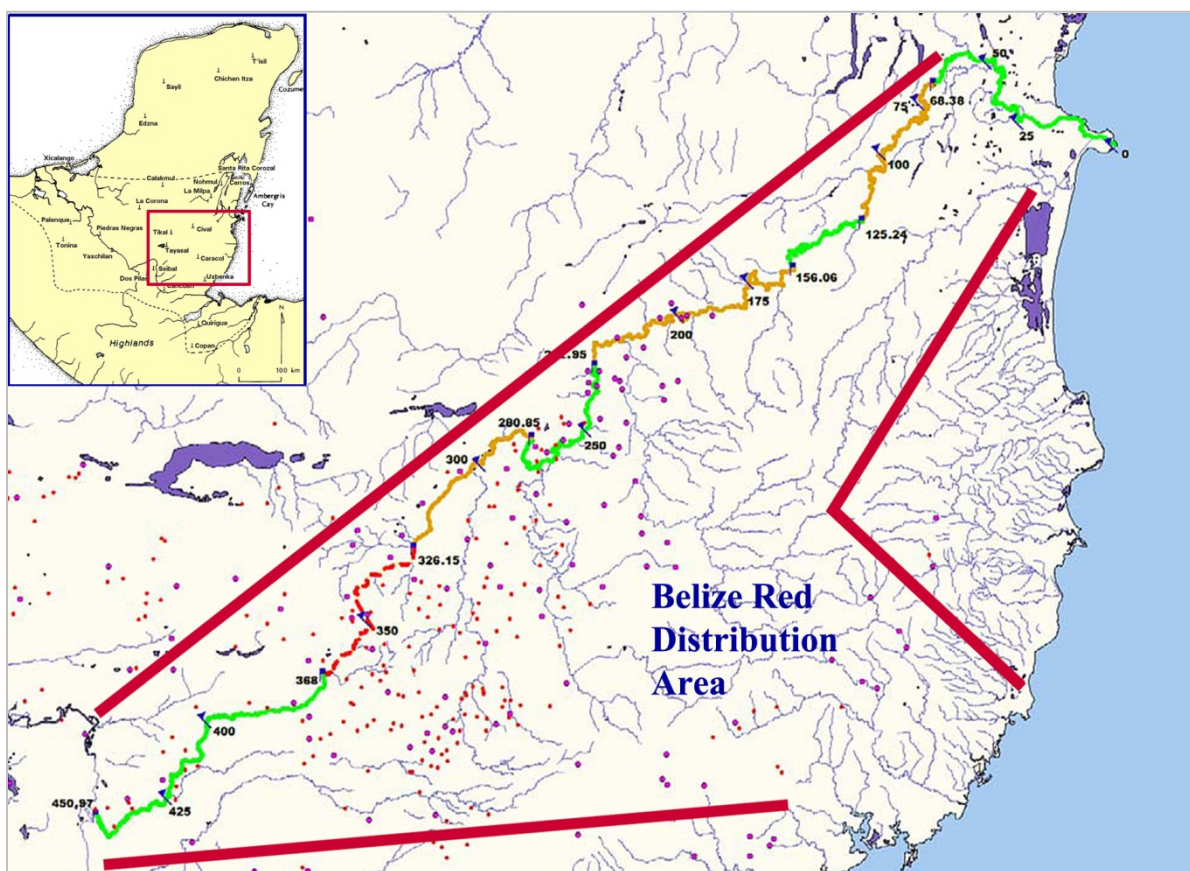 T'isil
Chichen Itza
Cozumel
Sayil
Edzna
Xicalango
Santa Rita Corozal
Calakmul
Nohmul
Cerros
La Milpa
Ambergris
Cay
La Corona
Palenque
Piedras Negras
Tikal
Cival
Tonina
Yaxchilan
Tayasal
Caracol
Seibal
Dos Pilas
Cancuen
Uxbenka
Quirigua
Highlands
Copan
N
0 100 km
50
75
68.38
25
0
100
125.24
156.06
175
200
250
280.85
300
326.15
350
368
400
425
450.97
Belize Red
Distribution
Area